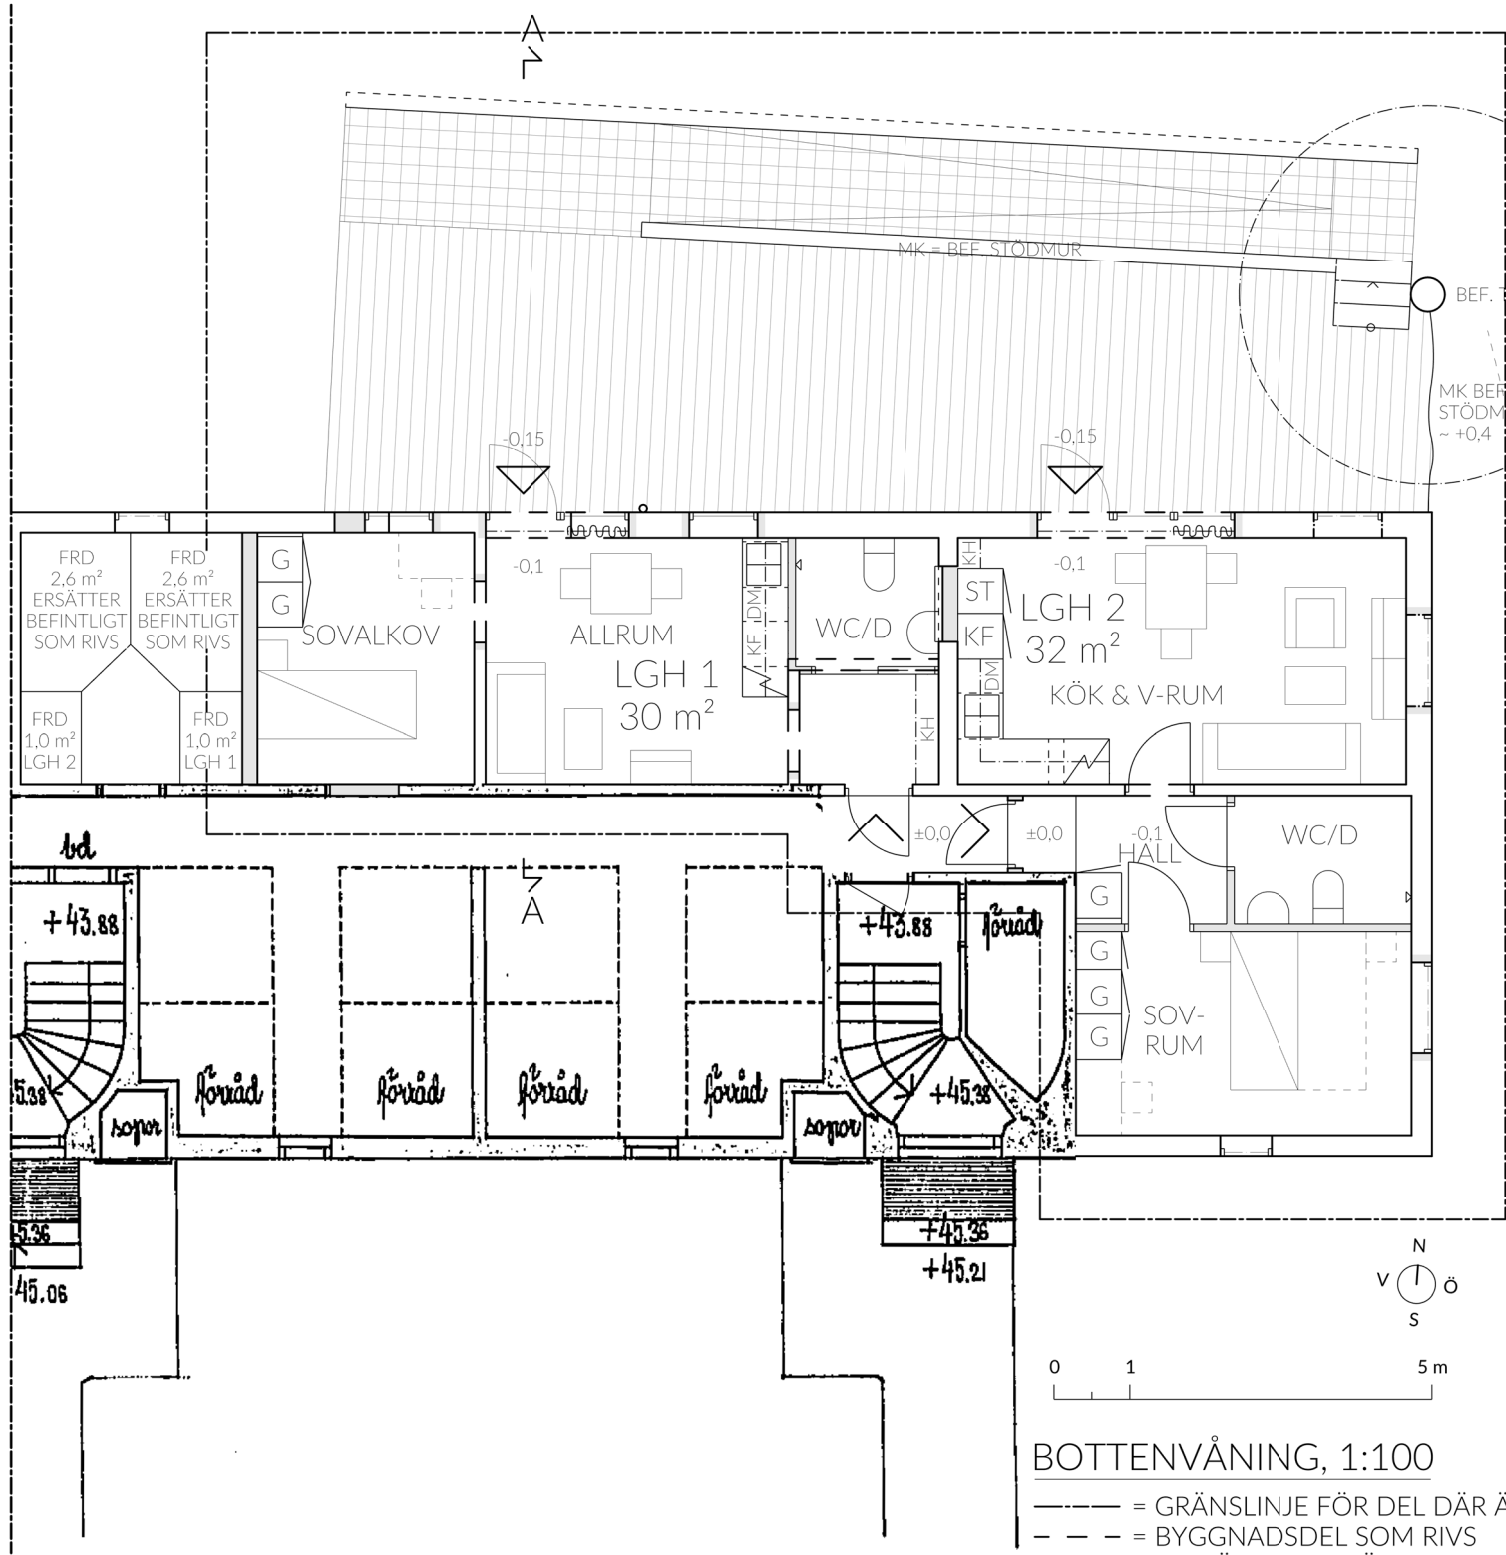 A
MK = BEF. STÖDMUR
BEF.
MK BEF
STÖDM
~ +0,4
-0,15
-0,15
FRD
2,6 m²
ERSÄTTER
BEFINTLIGT
SOM RIVS
FRD
2,6 m²
ERSÄTTER
BEFINTLIGT
SOM RIVS
FRD
1,0 m²
LGH 2
FRD
1,0 m²
LGH 1
G
G
SOVALKOV
-0,1
ALLRUM
LGH 1
30 m²
KF
DM
WC/D
KH
KH
ST
KF
DM
-0,1
LGH 2
32 m²
KÖK & V-RUM
±0,0
±0,0
-0,1
HALL
WC/D
G
G
G
G
SOV-
RUM
A
+43.88
+43.88
förråd
förråd
förråd
förråd
förråd
5.38
+45.38
sopor
sopor
5.36
45.06
+45.36
+45.21
N
V
Ö
S
0 1 5 m
BOTTENVÅNING, 1:100
= GRÄNSLINJE FÖR DEL DÄR Ä
= BYGGNADSDEL SOM RIVS